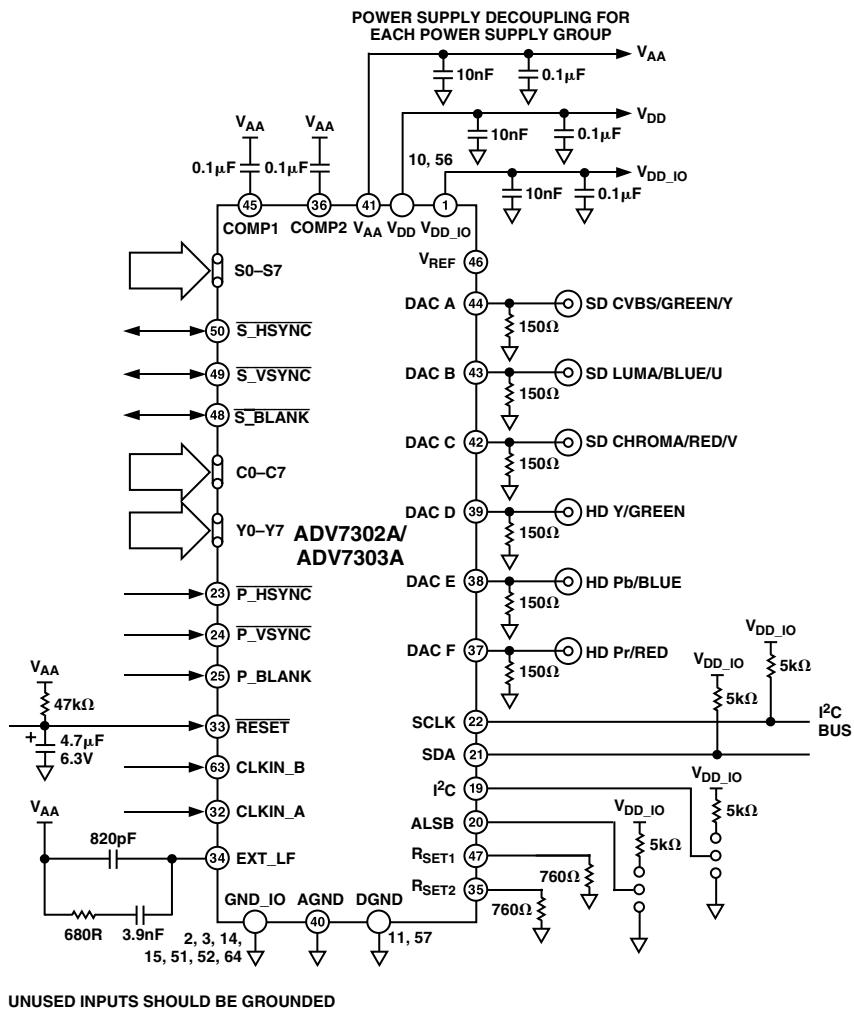 POWER SUPPLY DECOUPLING FOR
EACH POWER SUPPLY GROUP
VAA
10nF
0.1μF
VDD
10nF
0.1μF
10, 56
VDD_IO
10nF
0.1μF
VAA
VAA
0.1μF
0.1μF
45
36
41
1
COMP1
COMP2
VAA
VDD
VDD_IO
VREF
46
S0–S7
DAC A
44
SD CVBS/GREEN/Y
150Ω
50
S_HSYNC
49
S_VSYNC
DAC B
43
SD LUMA/BLUE/U
150Ω
48
S_BLANK
DAC C
42
SD CHROMA/RED/V
150Ω
C0–C7
Y0–Y7
ADV7302A/
ADV7303A
DAC D
39
HD Y/GREEN
150Ω
23
P_HSYNC
DAC E
38
HD Pb/BLUE
150Ω
24
P_VSYNC
25
P_BLANK
DAC F
37
HD Pr/RED
150Ω
VDD_IO
5kΩ
VDD_IO
5kΩ
VAA
47kΩ
33
RESET
+
4.7μF
6.3V
SCLK
22
I2C
BUS
SDA
21
63
CLKIN_B
I2C
19
VDD_IO
5kΩ
32
CLKIN_A
ALSB
20
VDD_IO
5kΩ
VAA
820pF
34
EXT_LF
680R
3.9nF
RSET1
47
760Ω
RSET2
35
760Ω
GND_IO
AGND
DGND
40
2, 3, 14,
15, 51, 52, 64
11, 57
UNUSED INPUTS SHOULD BE GROUNDED